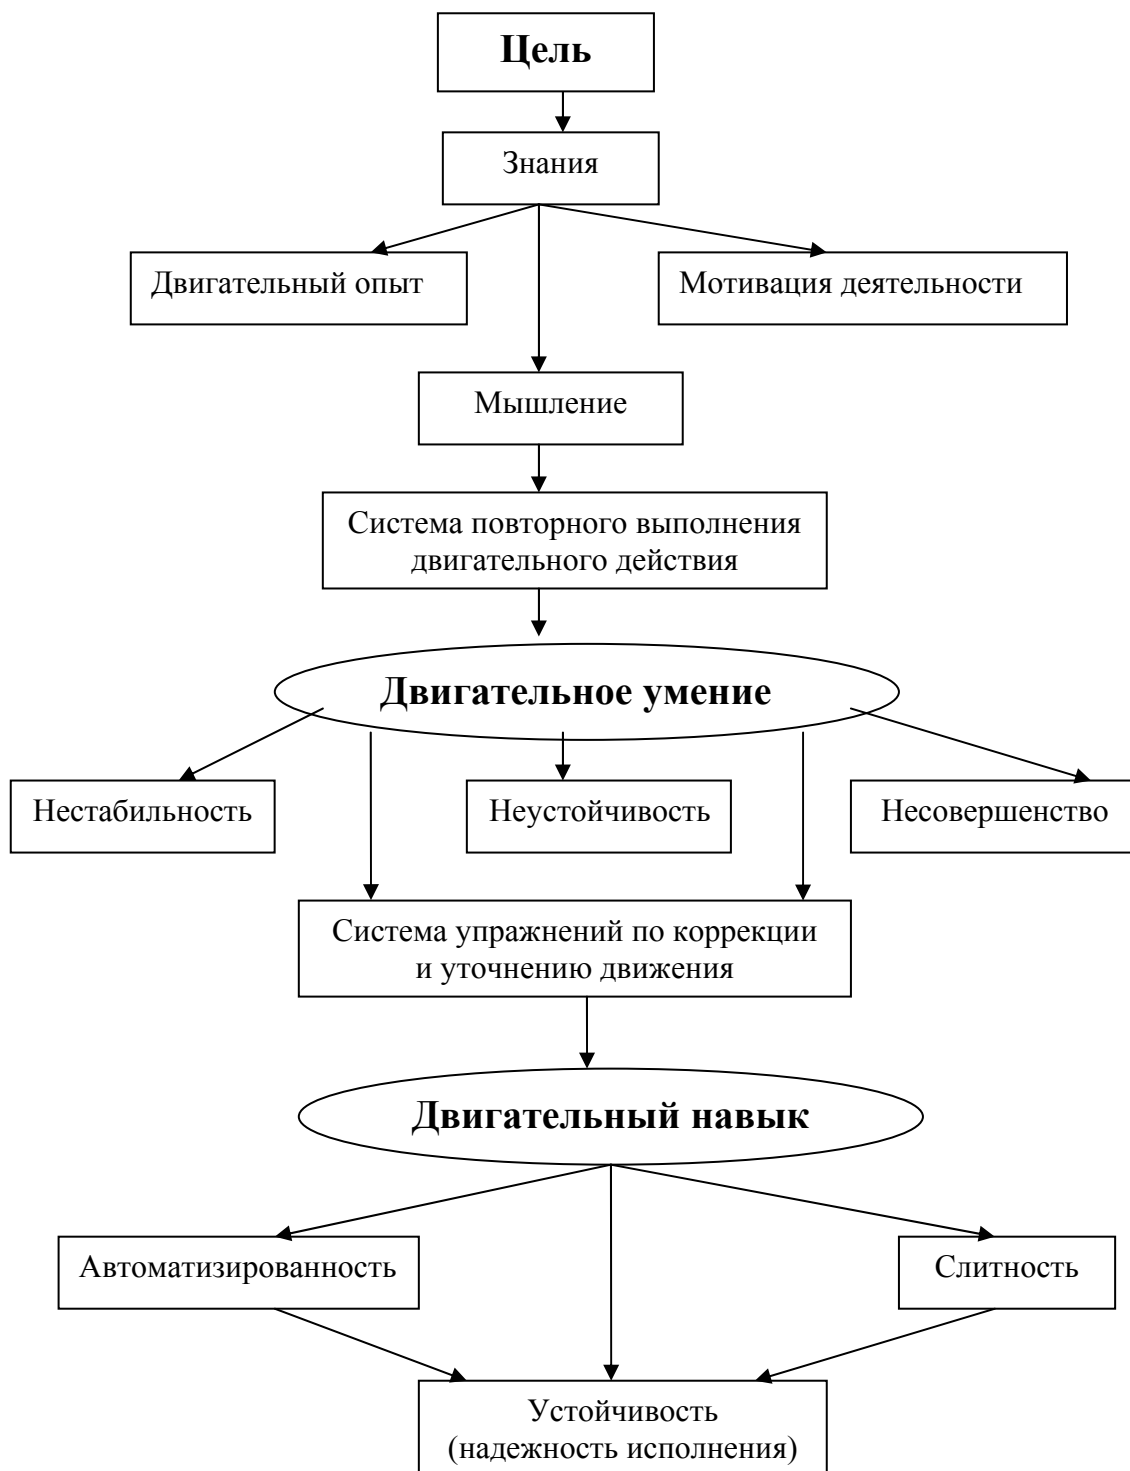 Цель
Знания
Двигательный опыт
Мотивация деятельности
Мышление
Система повторного выполнения
двигательного действия
Двигательное умение
Нестабильность
Неустойчивость
Несовершенство
Система упражнений по коррекции
и уточнению движения
Двигательный навык
Автоматизированность
Слитность
Устойчивость
(надежность исполнения)